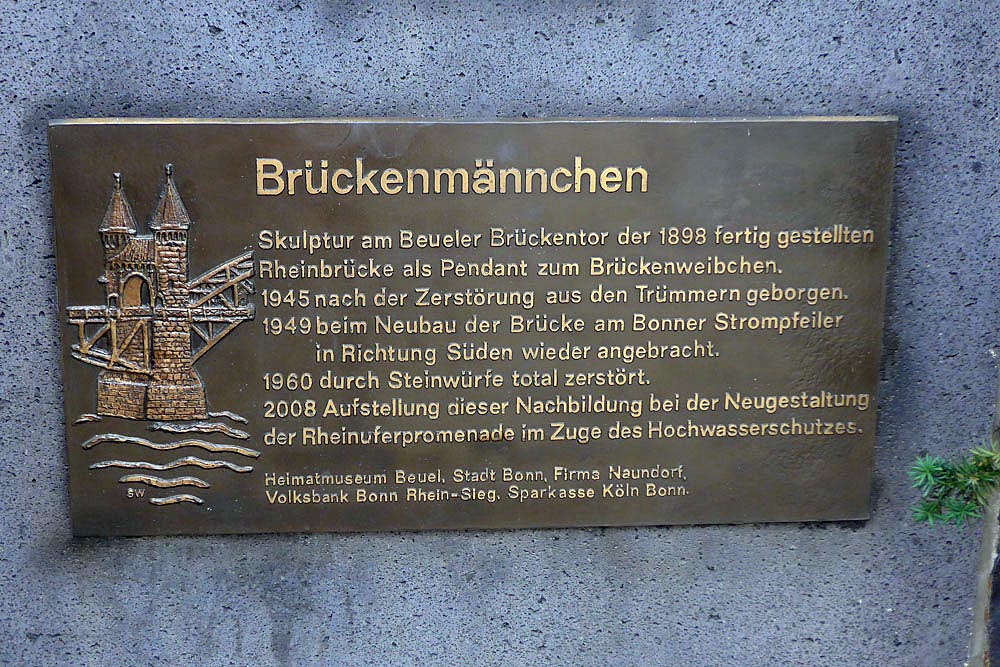 Brückenmännchen
Skulptur am Beueler Brückentor der 1898 fertig gestellten
Rheinbrücke als Pendant zum Brückenweibchen.
1945 nach der Zerstörung aus den Trümmern geborgen.
1949 beim Neubau der Brücke am Bonner Strompfeiler
in Richtung Süden wieder angebracht.
1960 durch Steinwürfe total zerstört.
2008 Aufstellung dieser Nachbildung bei der Neugestaltung
der Rheinuferpromenade im Zuge des Hochwasserschutzes.
Heimatmuseum Beuel, Stadt Bonn, Firma Naundorf,
Volksbank Bonn Rhein-Sieg, Sparkasse Köln Bonn.
SW